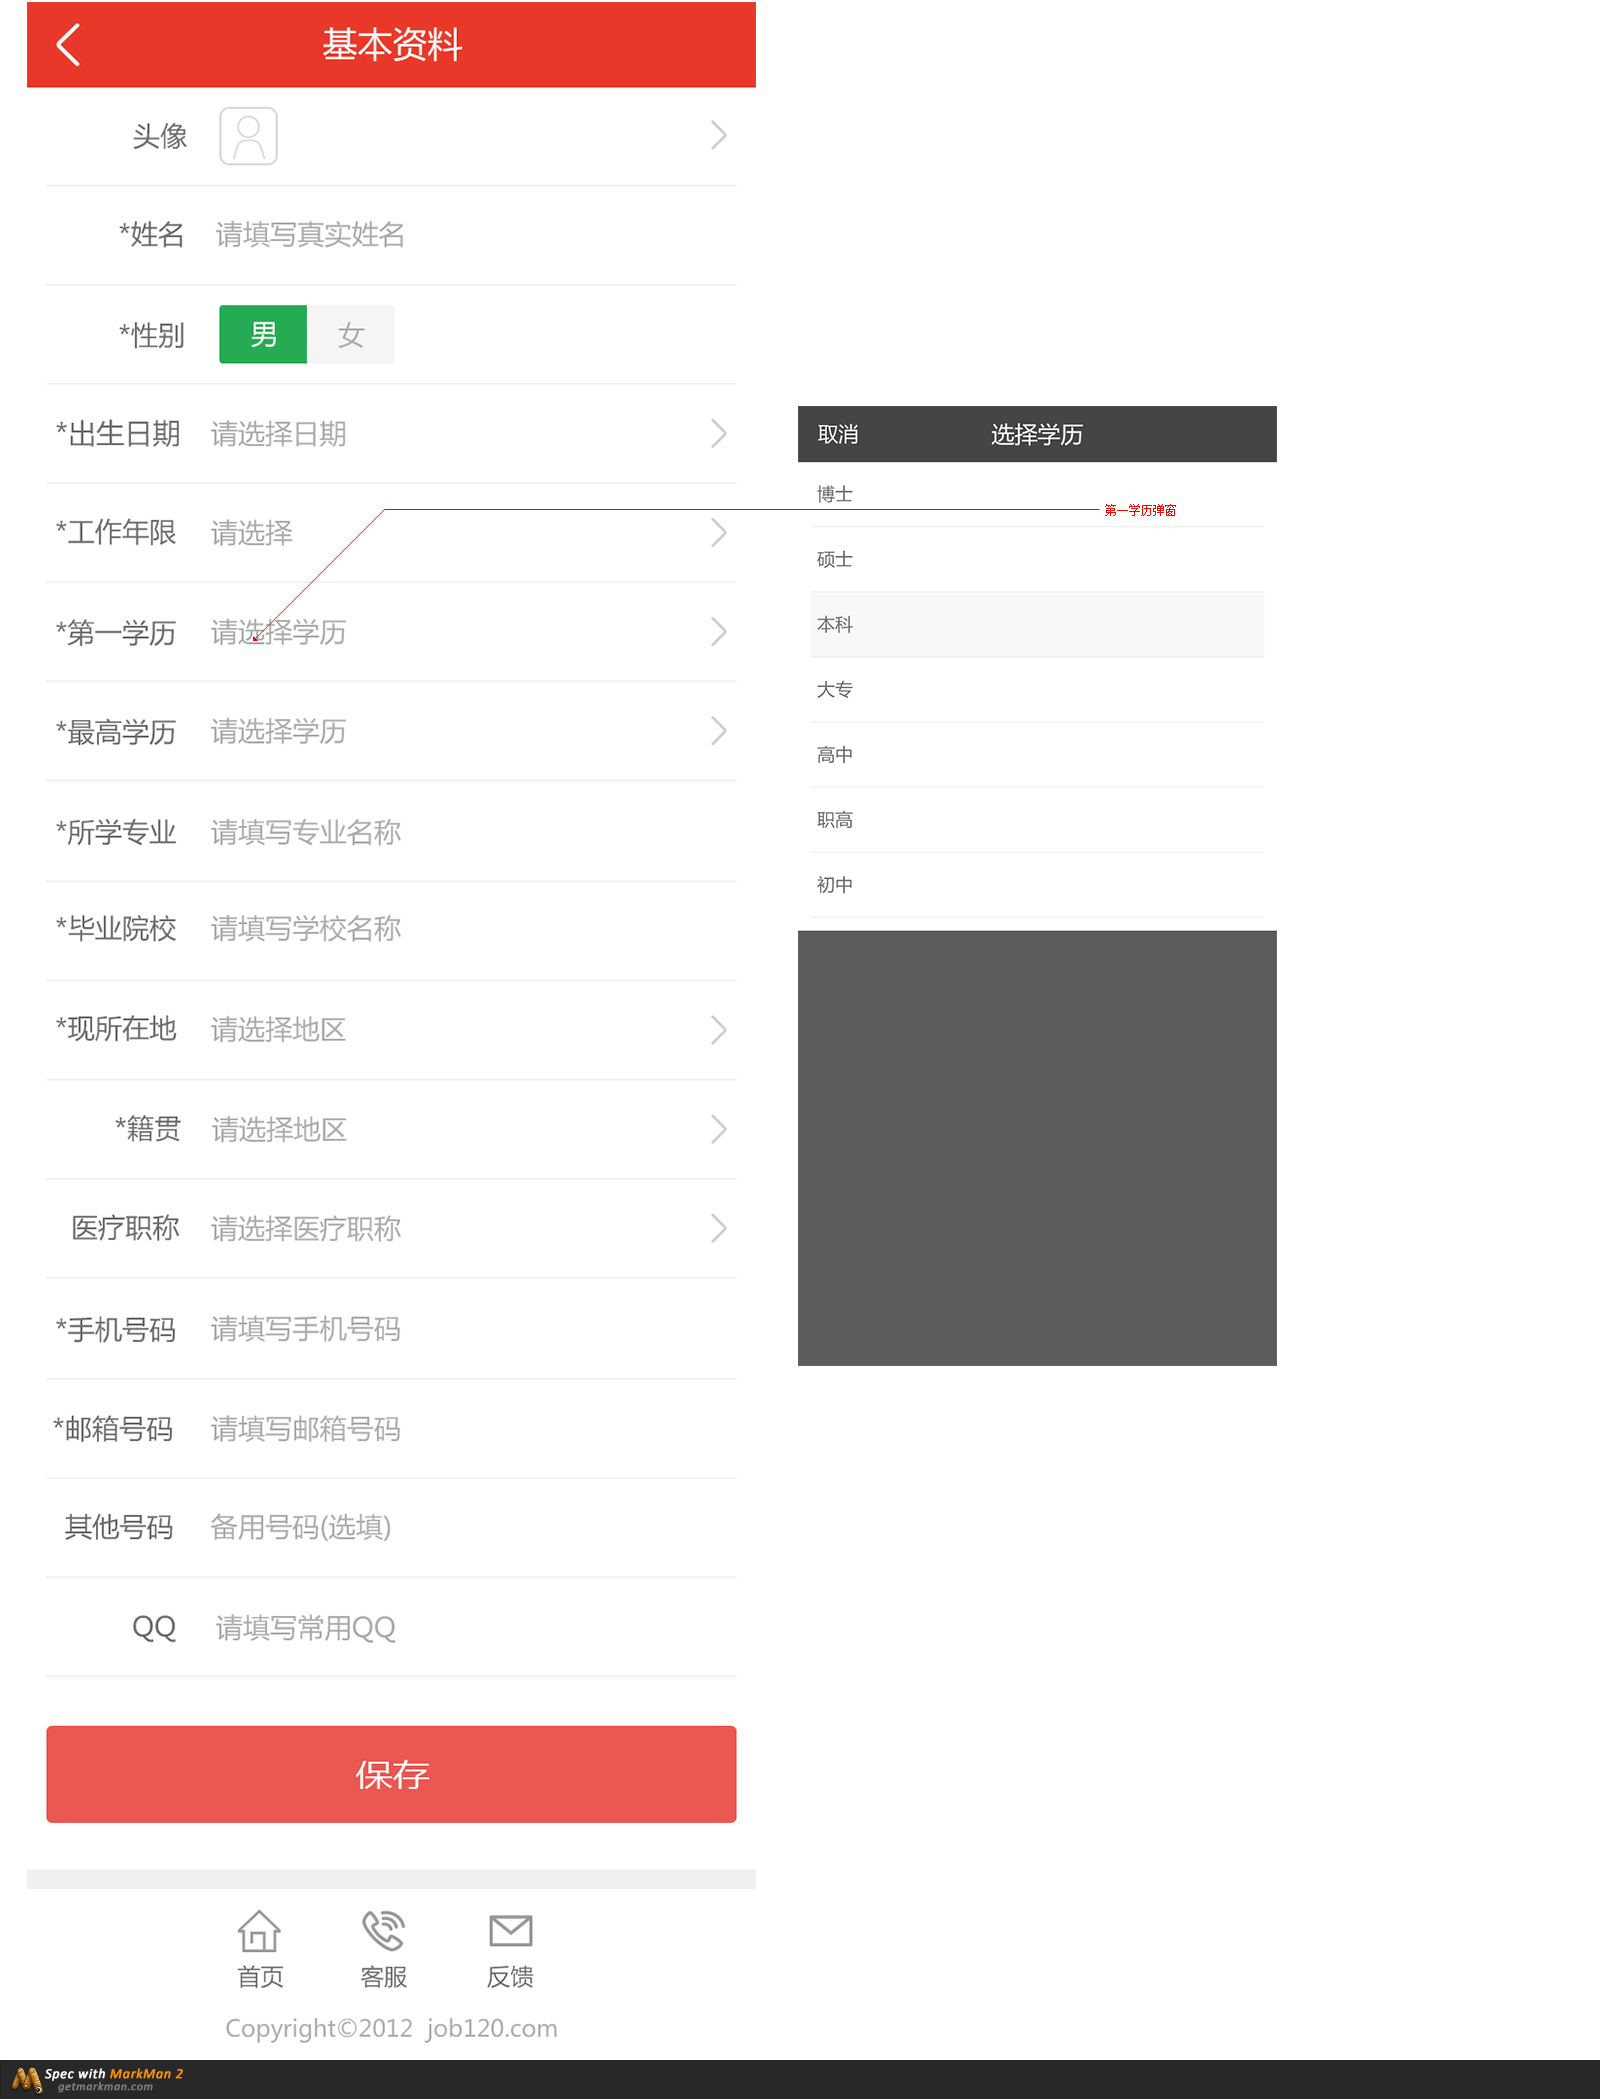 基本资料
头像
*姓名 请填写真实姓名
*性别 男 女
*出生日期 请选择日期
*工作年限 请选择
*第一学历 请选择学历
*最高学历 请选择学历
*所学专业 请填写专业名称
*毕业院校 请填写学校名称
*现所在地 请选择地区
*籍贯 请选择地区
医疗职称 请选择医疗职称
*手机号码 请填写手机号码
*邮箱号码 请填写邮箱号码
其他号码 备用号码(选填)
QQ 请填写常用QQ
保存
首页 客服 反馈
Copyright©2012 job120.com
取消 选择学历
博士
第一学历弹窗
硕士
本科
大专
高中
职高
初中
Spec with MarkMan 2
getmarkman.com